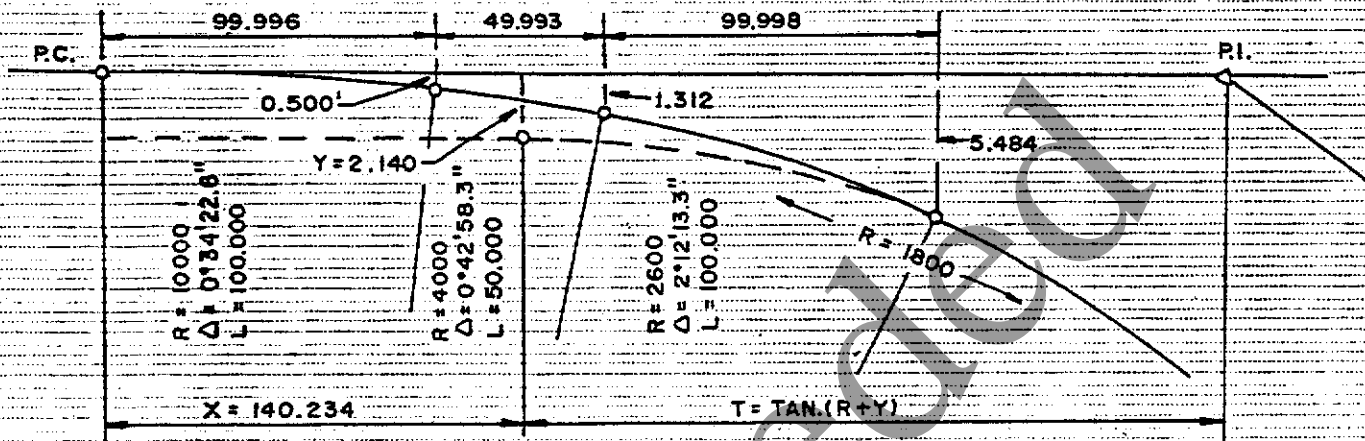 99.996
49.993
99.998
P.C.
P.I.
0.500'
1.312
5.484
Y = 2.140
R = 10000'
Δ = 0°34'22.6"
L = 100.000
R = 4000
Δ = 0°42'58.3"
L = 50.000
R = 2600
Δ = 2°12'13.3"
L = 100.000
R = 1800
X = 140.234
T = TAN.(R+Y)
ded